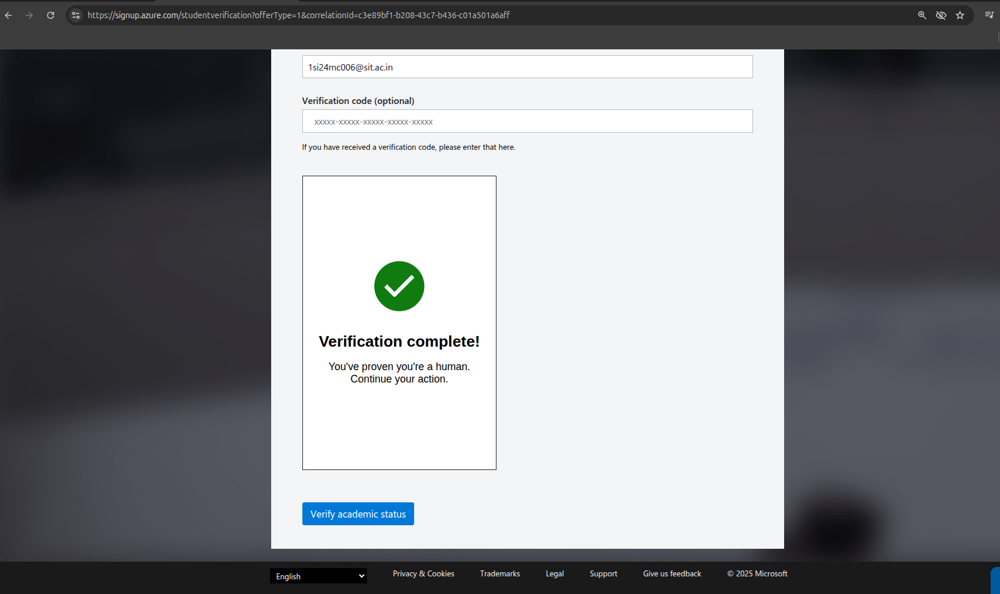 https://signup.azure.com/studentverification?offerType=1&correlationId=c3e89bf1-b208-43c7-b436-c01a501a6aff
1si24mc006@sit.ac.in
Verification code (optional)
xxxxx-xxxxx-xxxxx-xxxxx-xxxxx
If you have received a verification code, please enter that here.
Verification complete!
You've proven you're a human.
Continue your action.
Verify academic status
English Privacy & Cookies Trademarks Legal Support Give us feedback © 2025 Microsoft